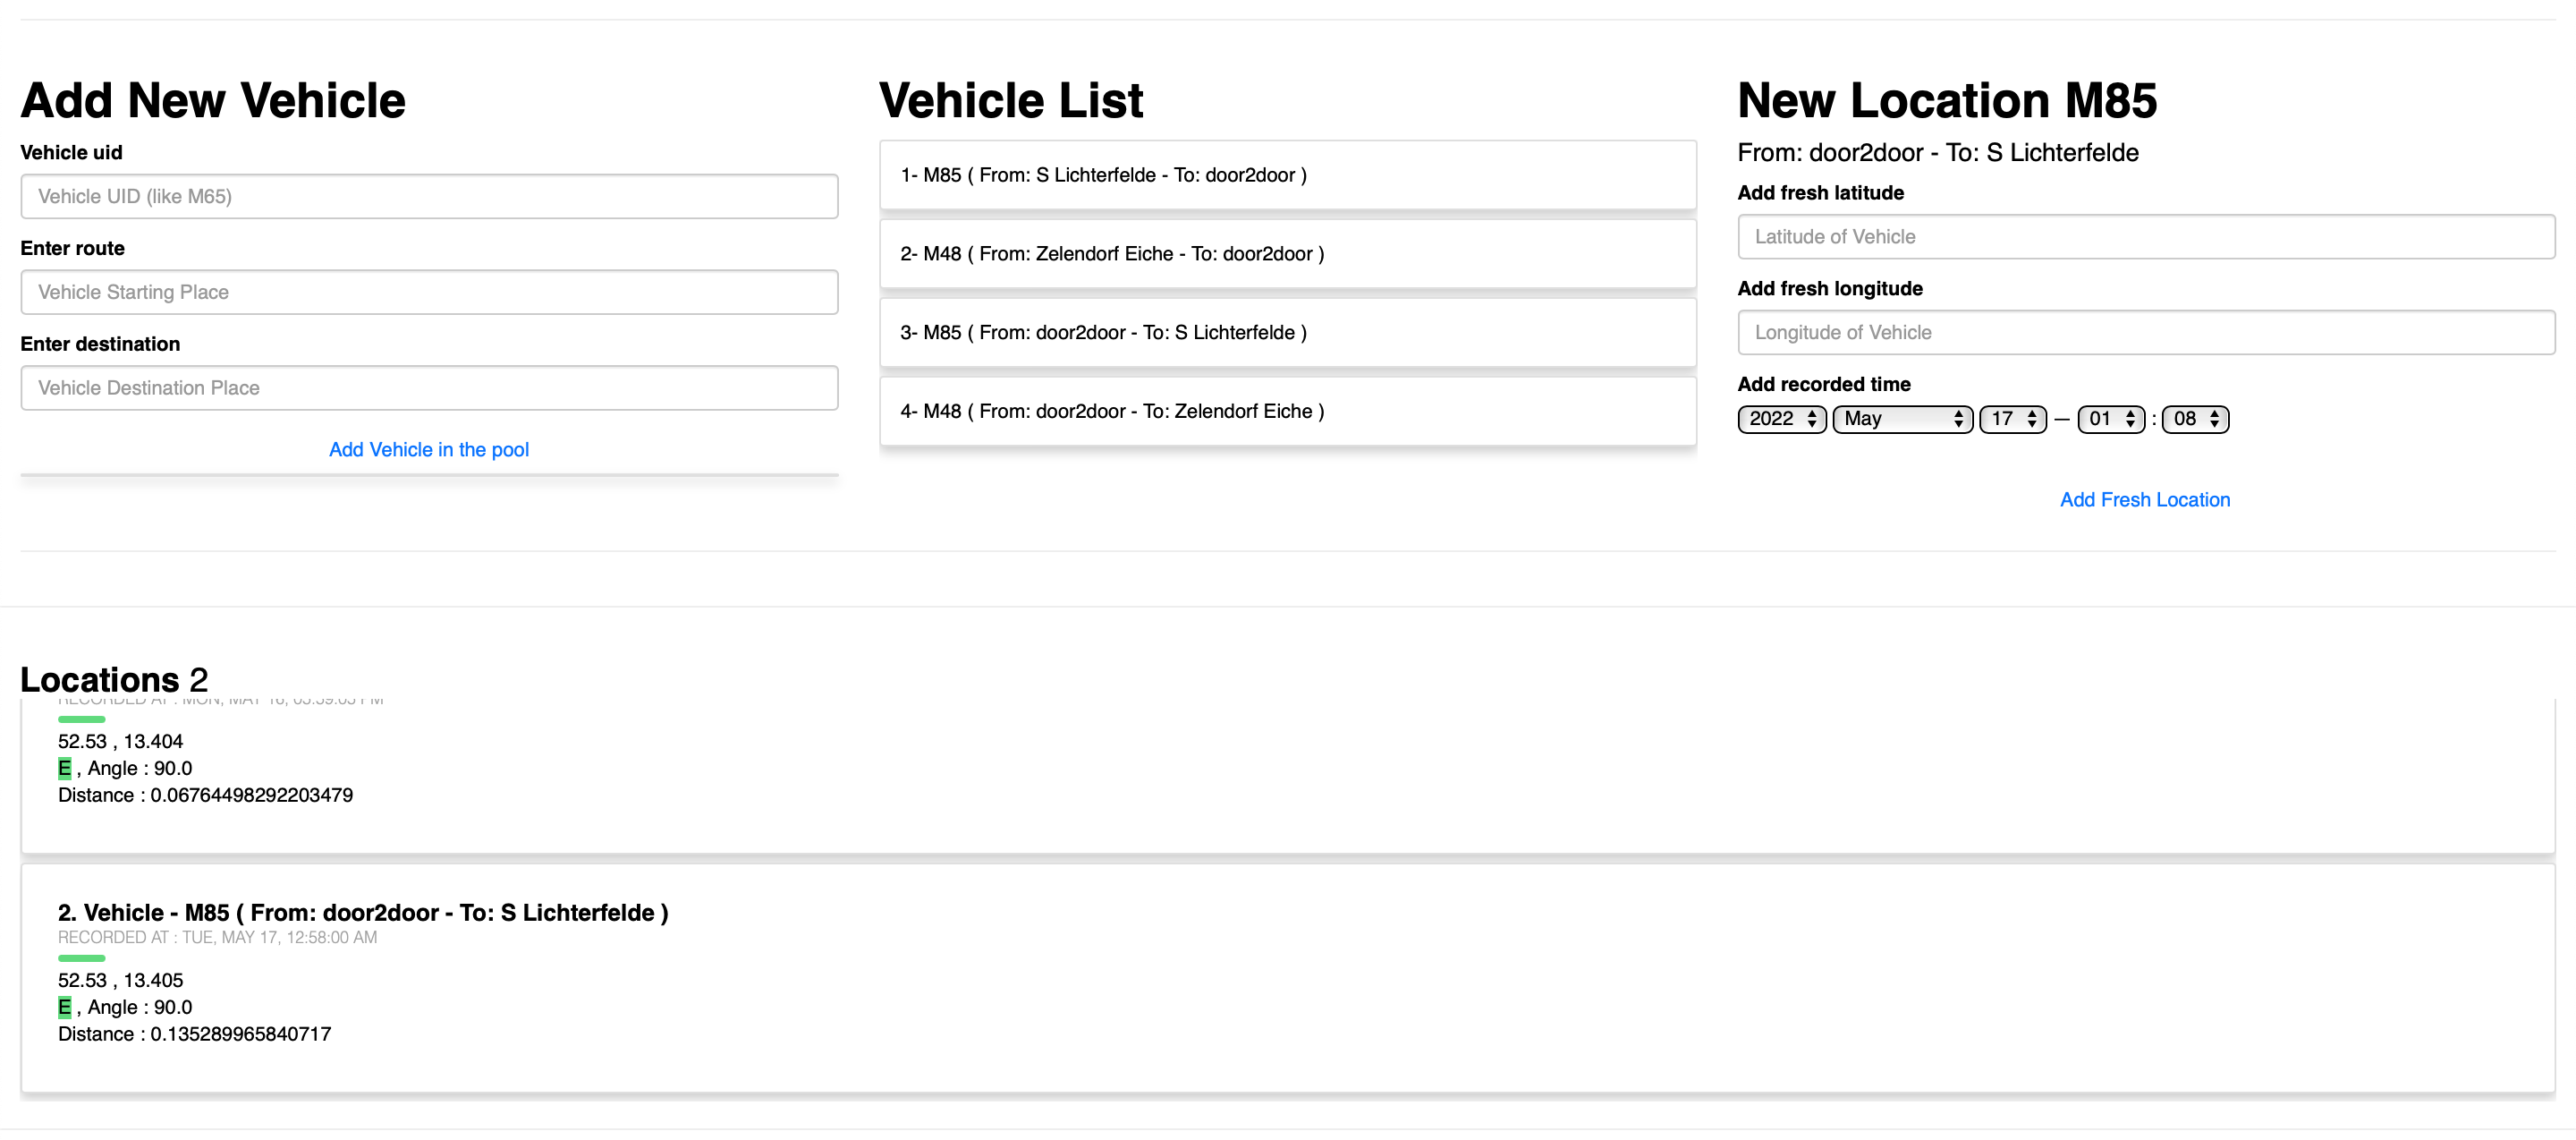 Add New Vehicle
Vehicle uid
Vehicle UID (like M65)
Enter route
Vehicle Starting Place
Enter destination
Vehicle Destination Place
Add Vehicle in the pool
Vehicle List
1- M85 ( From: S Lichterfelde - To: door2door )
2- M48 ( From: Zelendorf Eiche - To: door2door )
3- M85 ( From: door2door - To: S Lichterfelde )
4- M48 ( From: door2door - To: Zelendorf Eiche )
New Location M85
From: door2door - To: S Lichterfelde
Add fresh latitude
Latitude of Vehicle
Add fresh longitude
Longitude of Vehicle
Add recorded time
2022 May 17 — 01 : 08
Add Fresh Location
Locations 2
RECORDED AT : MON, MAY
52.53 , 13.404
E , Angle : 90.0
Distance : 0.06764498292203479
2. Vehicle - M85 ( From: door2door - To: S Lichterfelde )
RECORDED AT : TUE, MAY 17, 12:58:00 AM
52.53 , 13.405
E , Angle : 90.0
Distance : 0.135289965840717